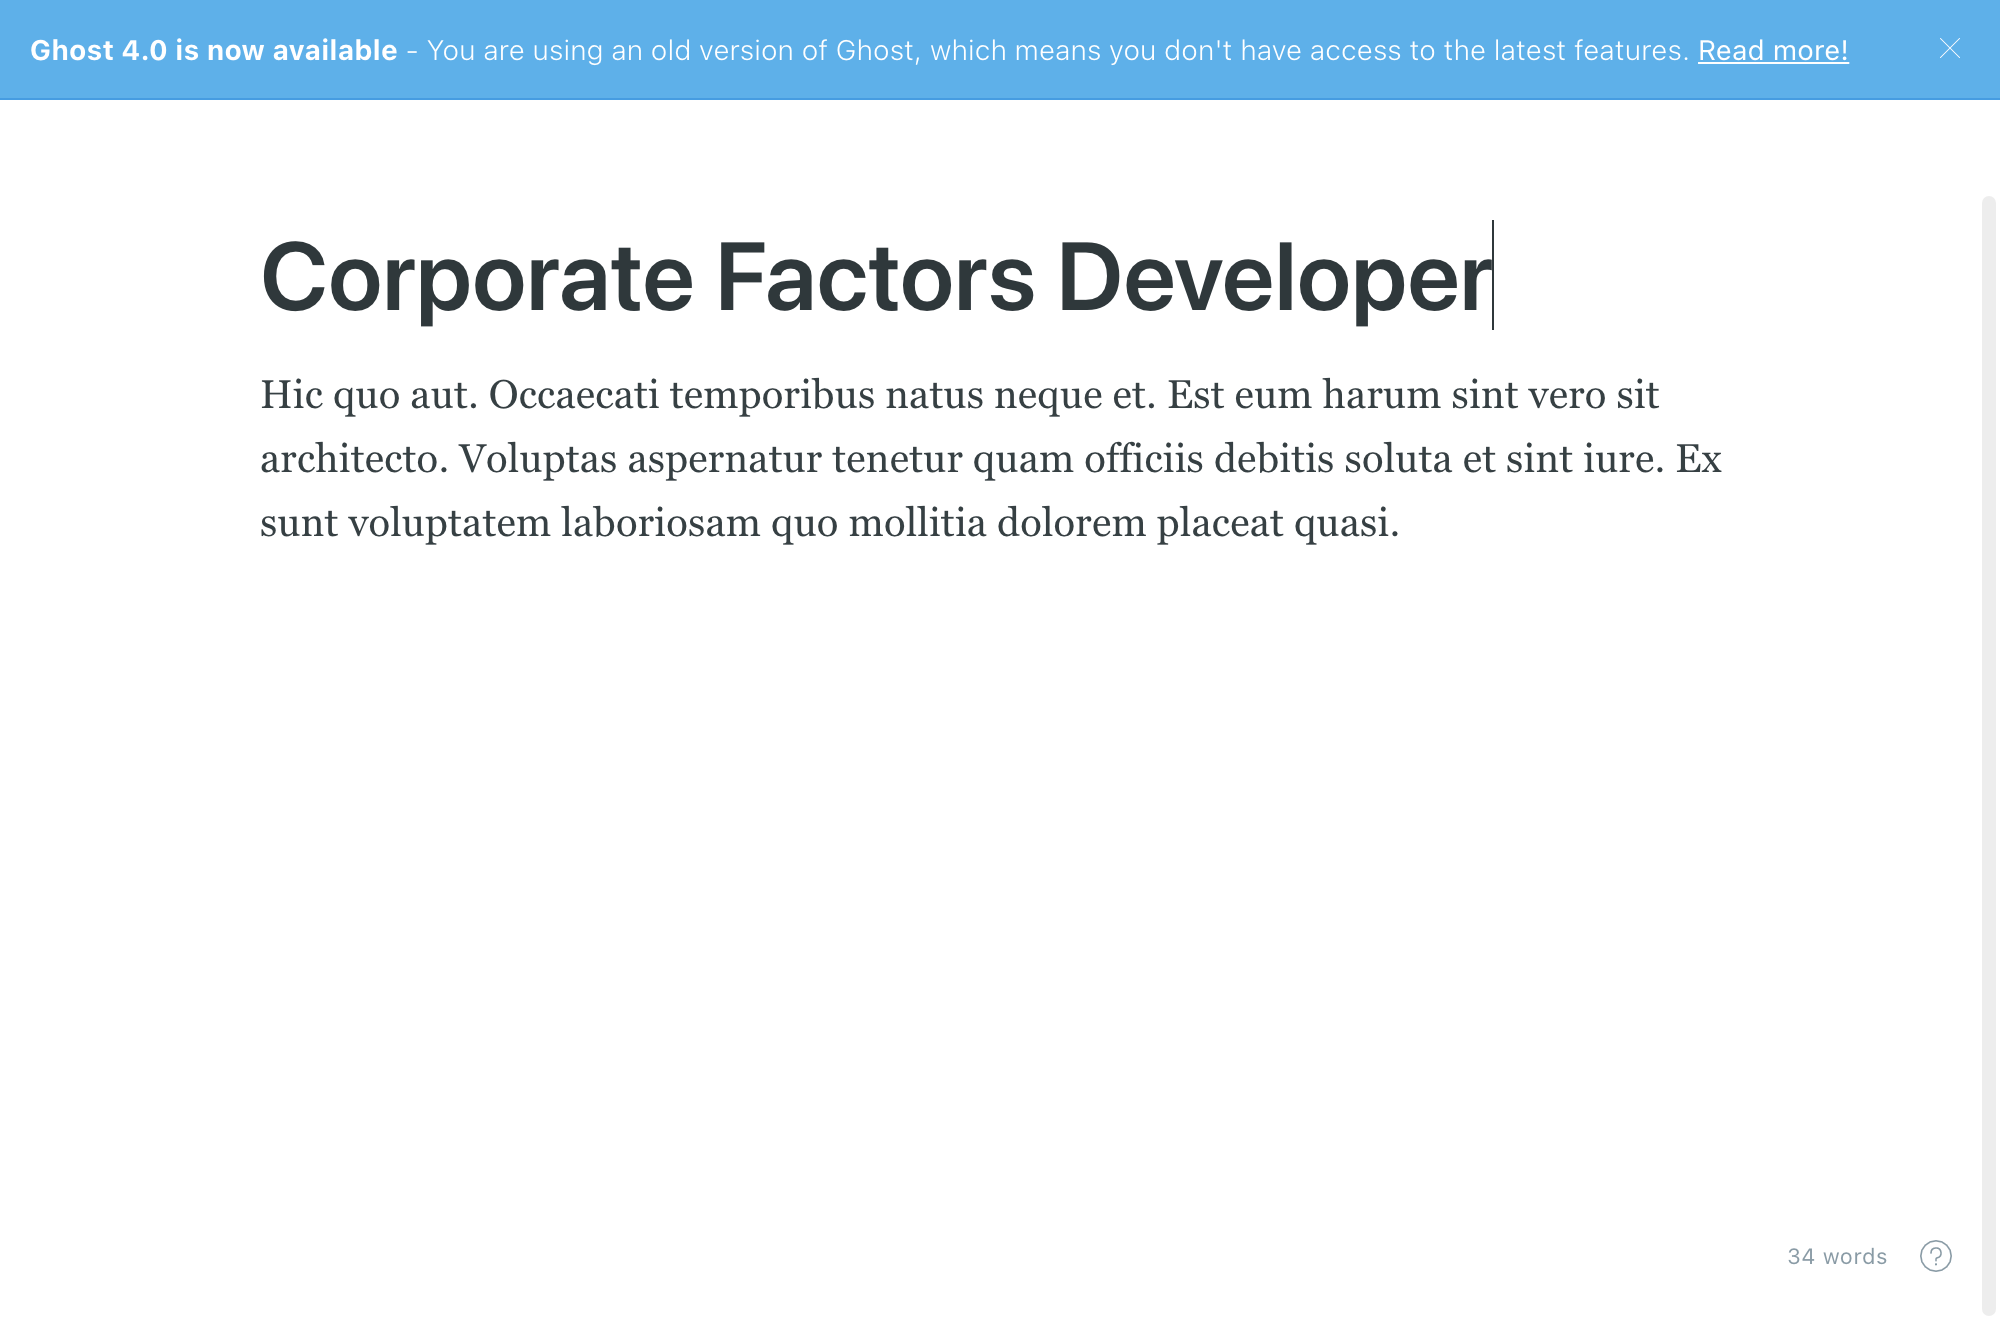 Ghost 4.0 is now available - You are using an old version of Ghost, which means you don't have access to the latest features. Read more!
Corporate Factors Developer
Hic quo aut. Occaecati temporibus natus neque et. Est eum harum sint vero sit
architecto. Voluptas aspernatur tenetur quam officiis debitis soluta et sint iure. Ex
sunt voluptatem laboriosam quo mollitia dolorem placeat quasi.
34 words